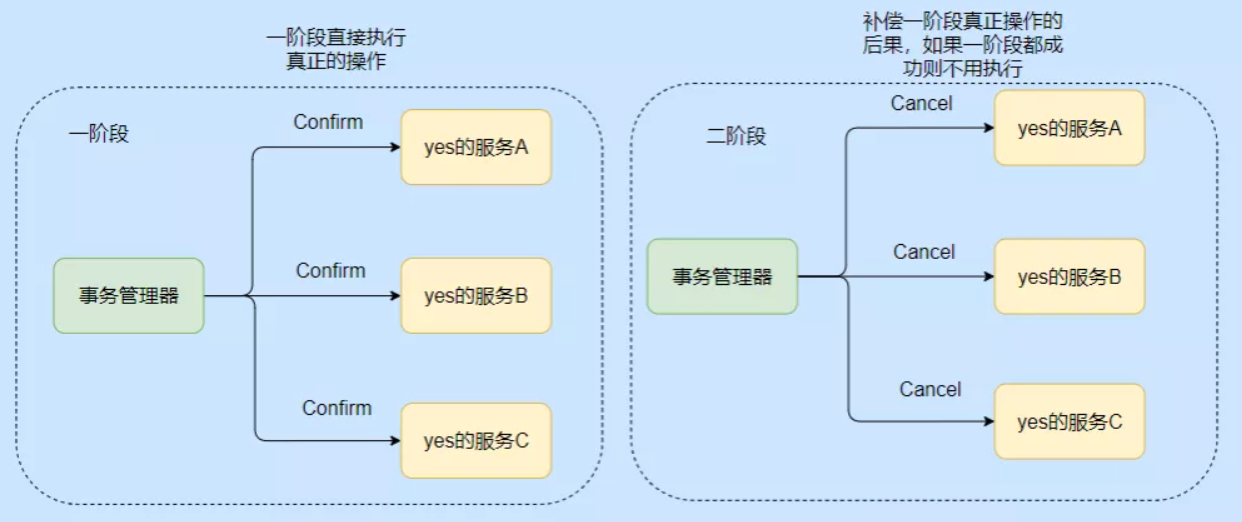 一阶段直接执行
真正的操作
一阶段
Confirm
yes的服务A
事务管理器
Confirm
yes的服务B
Confirm
yes的服务C
补偿一阶段真正操作的
后果，如果一阶段都成
功则不用执行
二阶段
Cancel
yes的服务A
事务管理器
Cancel
yes的服务B
Cancel
yes的服务C